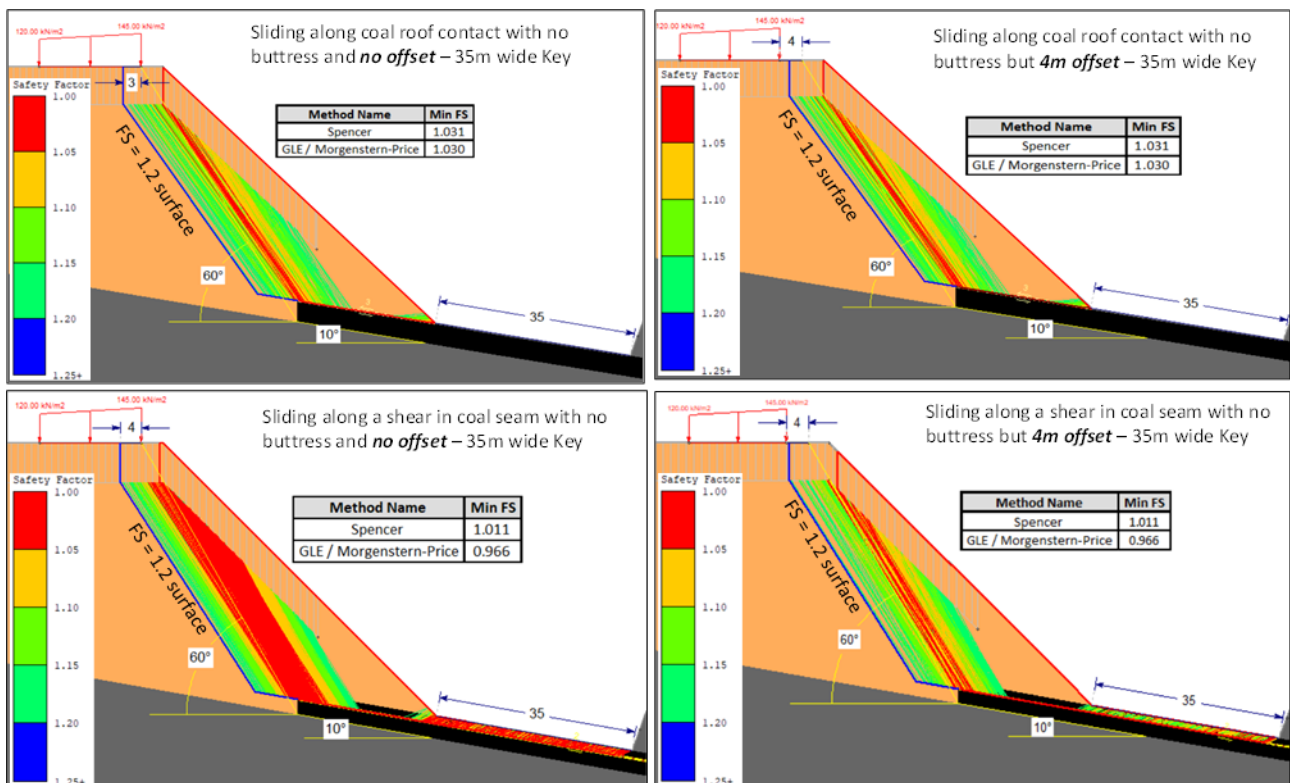 120.00 kN/m2
145.00 kN/m2
Sliding along coal roof contact with no
buttress and no offset – 35m wide Key
3
Safety Factor
1.00
1.05
1.10
1.15
1.20
1.25+
Method Name Min FS
Spencer 1.031
GLE / Morgenstern-Price 1.030
FS = 1.2 surface
60°
10°
35
120.00 kN/m2
145.00 kN/m2
Sliding along coal roof contact with no
buttress but 4m offset – 35m wide Key
4
Safety Factor
1.00
1.05
1.10
1.15
1.20
1.25+
Method Name Min FS
Spencer 1.031
GLE / Morgenstern-Price 1.030
FS = 1.2 surface
60°
10°
35
120.00 kN/m2
145.00 kN/m2
Sliding along a shear in coal seam with no
buttress and no offset – 35m wide Key
4
Safety Factor
1.00
1.05
1.10
1.15
1.20
1.25+
Method Name Min FS
Spencer 1.011
GLE / Morgenstern-Price 0.966
FS = 1.2 surface
60°
10°
35
120.00 kN/m2
145.00 kN/m2
Sliding along a shear in coal seam with no
buttress but 4m offset – 35m wide Key
4
Safety Factor
1.00
1.05
1.10
1.15
1.20
1.25+
Method Name Min FS
Spencer 1.011
GLE / Morgenstern-Price 0.966
FS = 1.2 surface
60°
10°
35